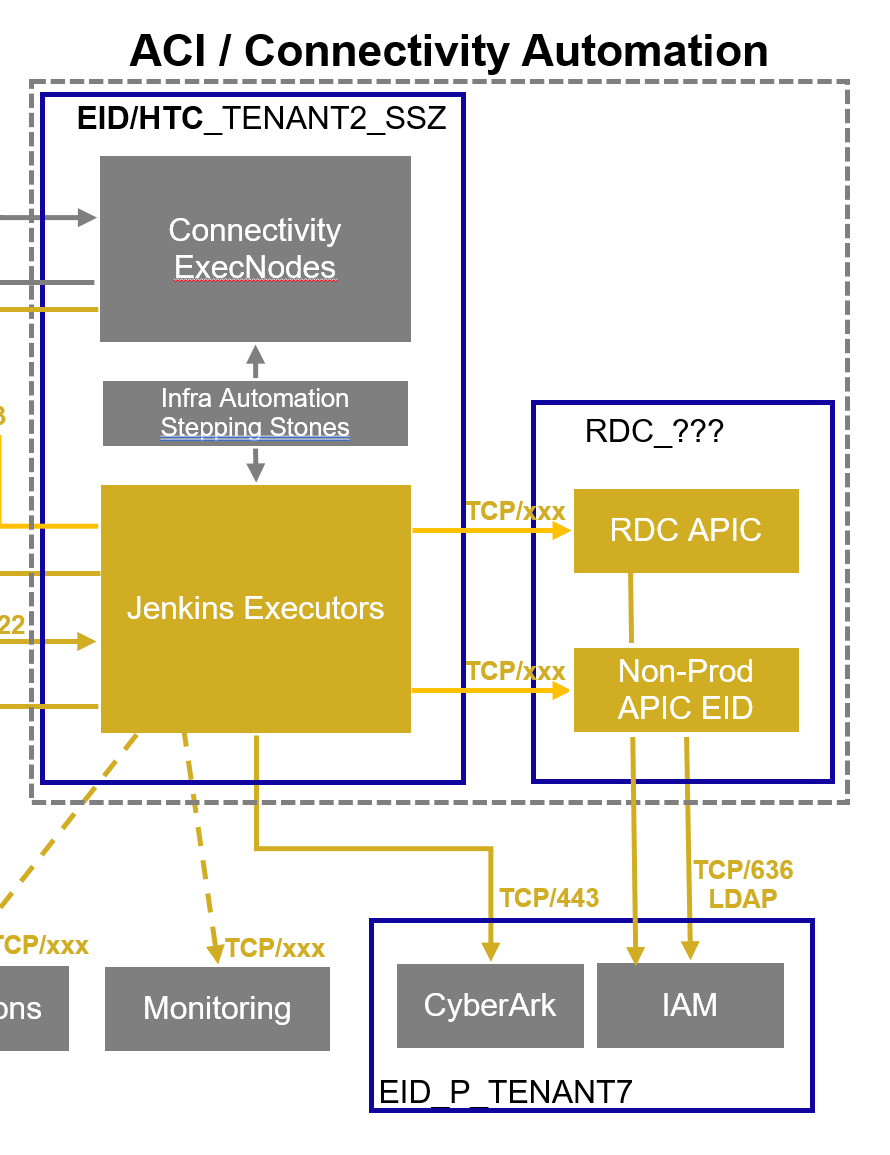 ACI / Connectivity Automation
EID/HTC_TENANT2_SSZ
Connectivity
ExecNodes
Infra Automation
Stepping Stones
3
RDC_???
TCP/xxx
RDC APIC
Jenkins Executors
22
TCP/xxx
Non-Prod
APIC EID
TCP/443
TCP/636
LDAP
TCP/xxx
TCP/xxx
ons
Monitoring
CyberArk
IAM
EID_P_TENANT7